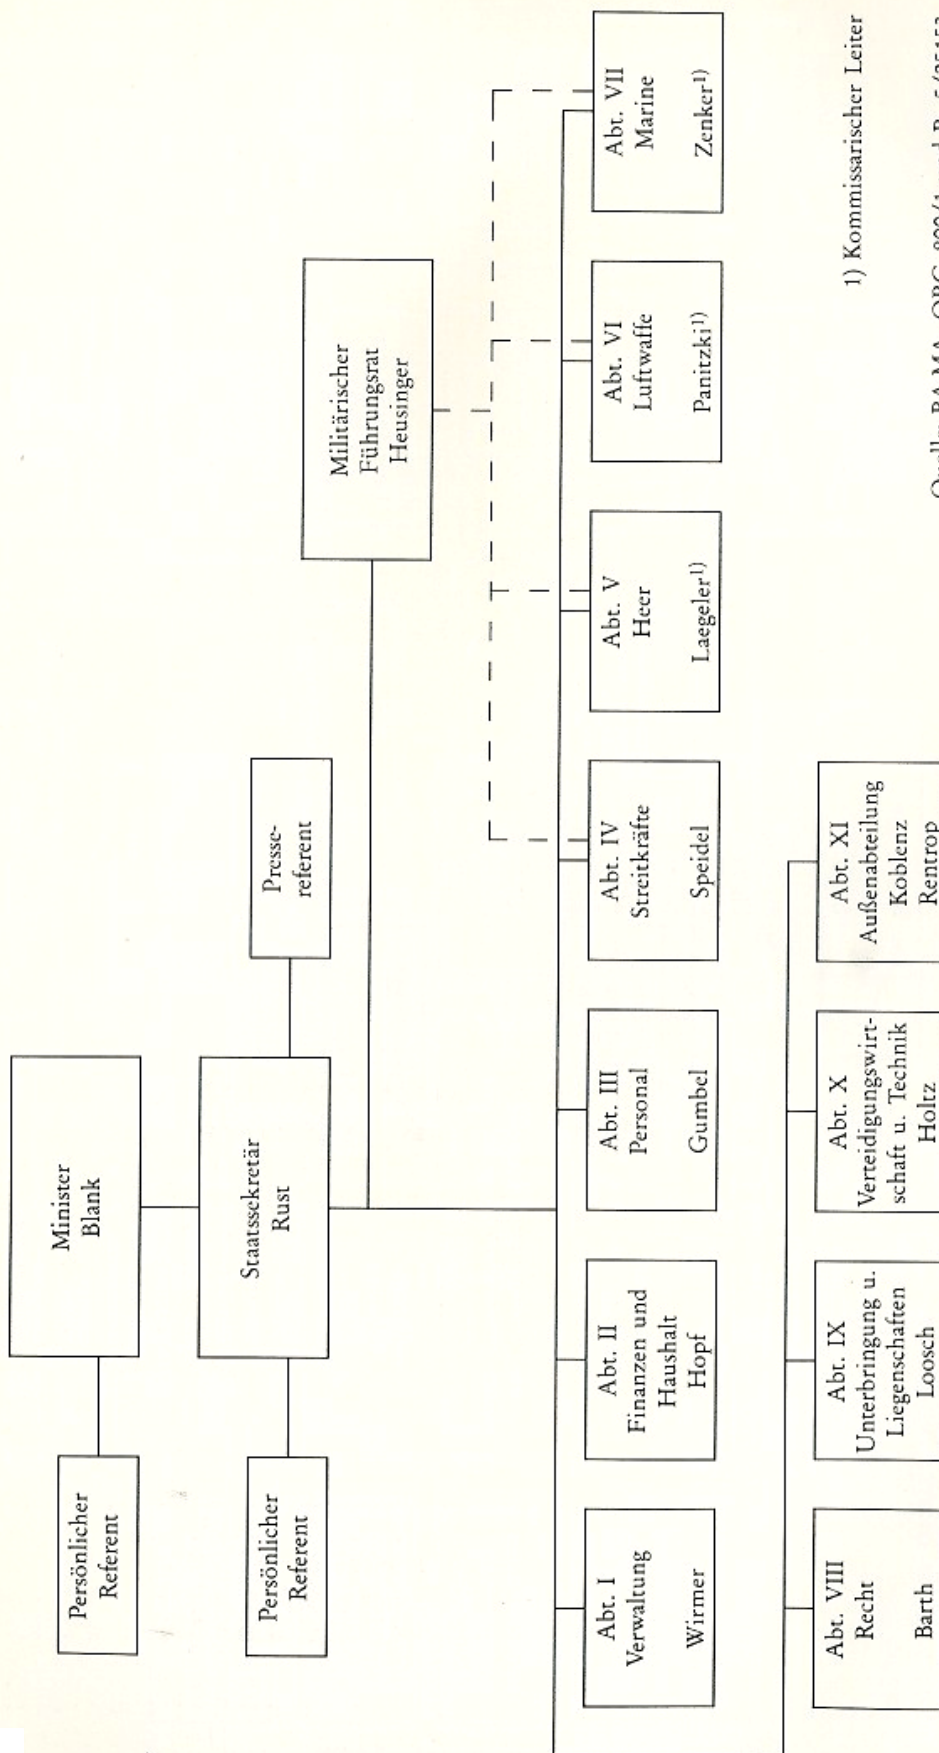 Minister
Blank
Persönlicher
Referent
Staatssekretär
Rust
Persönlicher
Referent
Presse-
referent
Militärischer
Führungsrat
Heusinger
Abt. I
Verwaltung
Wirmer
Abt. II
Finanzen und
Haushalt
Hopf
Abt. III
Personal
Gumbel
Abt. IV
Streitkräfte
Speidel
Abt. V
Heer
Laegeler¹)
Abt. VI
Luftwaffe
Panitzki¹)
Abt. VII
Marine
Zenker¹)
Abt. VIII
Recht
Barth
Abt. IX
Unterbringung u.
Liegenschaften
Loosch
Abt. X
Verteidigungswirt-
schaft u. Technik
Holtz
Abt. XI
Außenabteilung
Koblenz
Rentrop
1) Kommissarischer Leiter